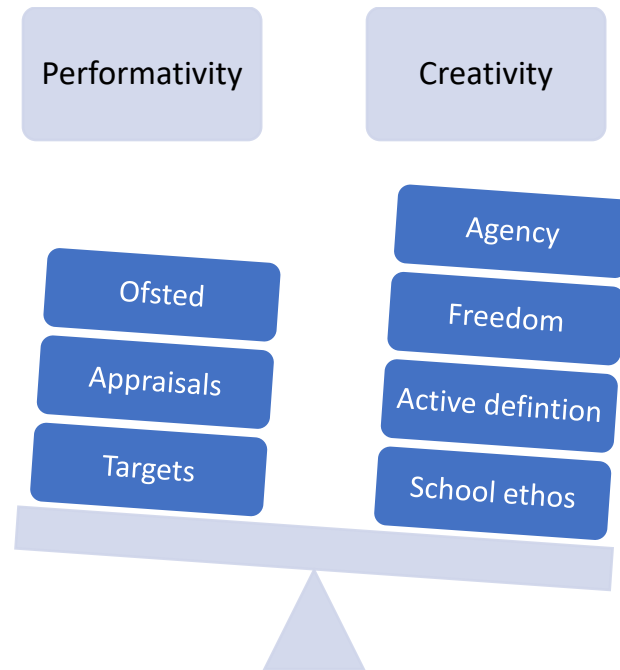 Performativity
Creativity
Ofsted
Appraisals
Targets
Agency
Freedom
Active defintion
School ethos